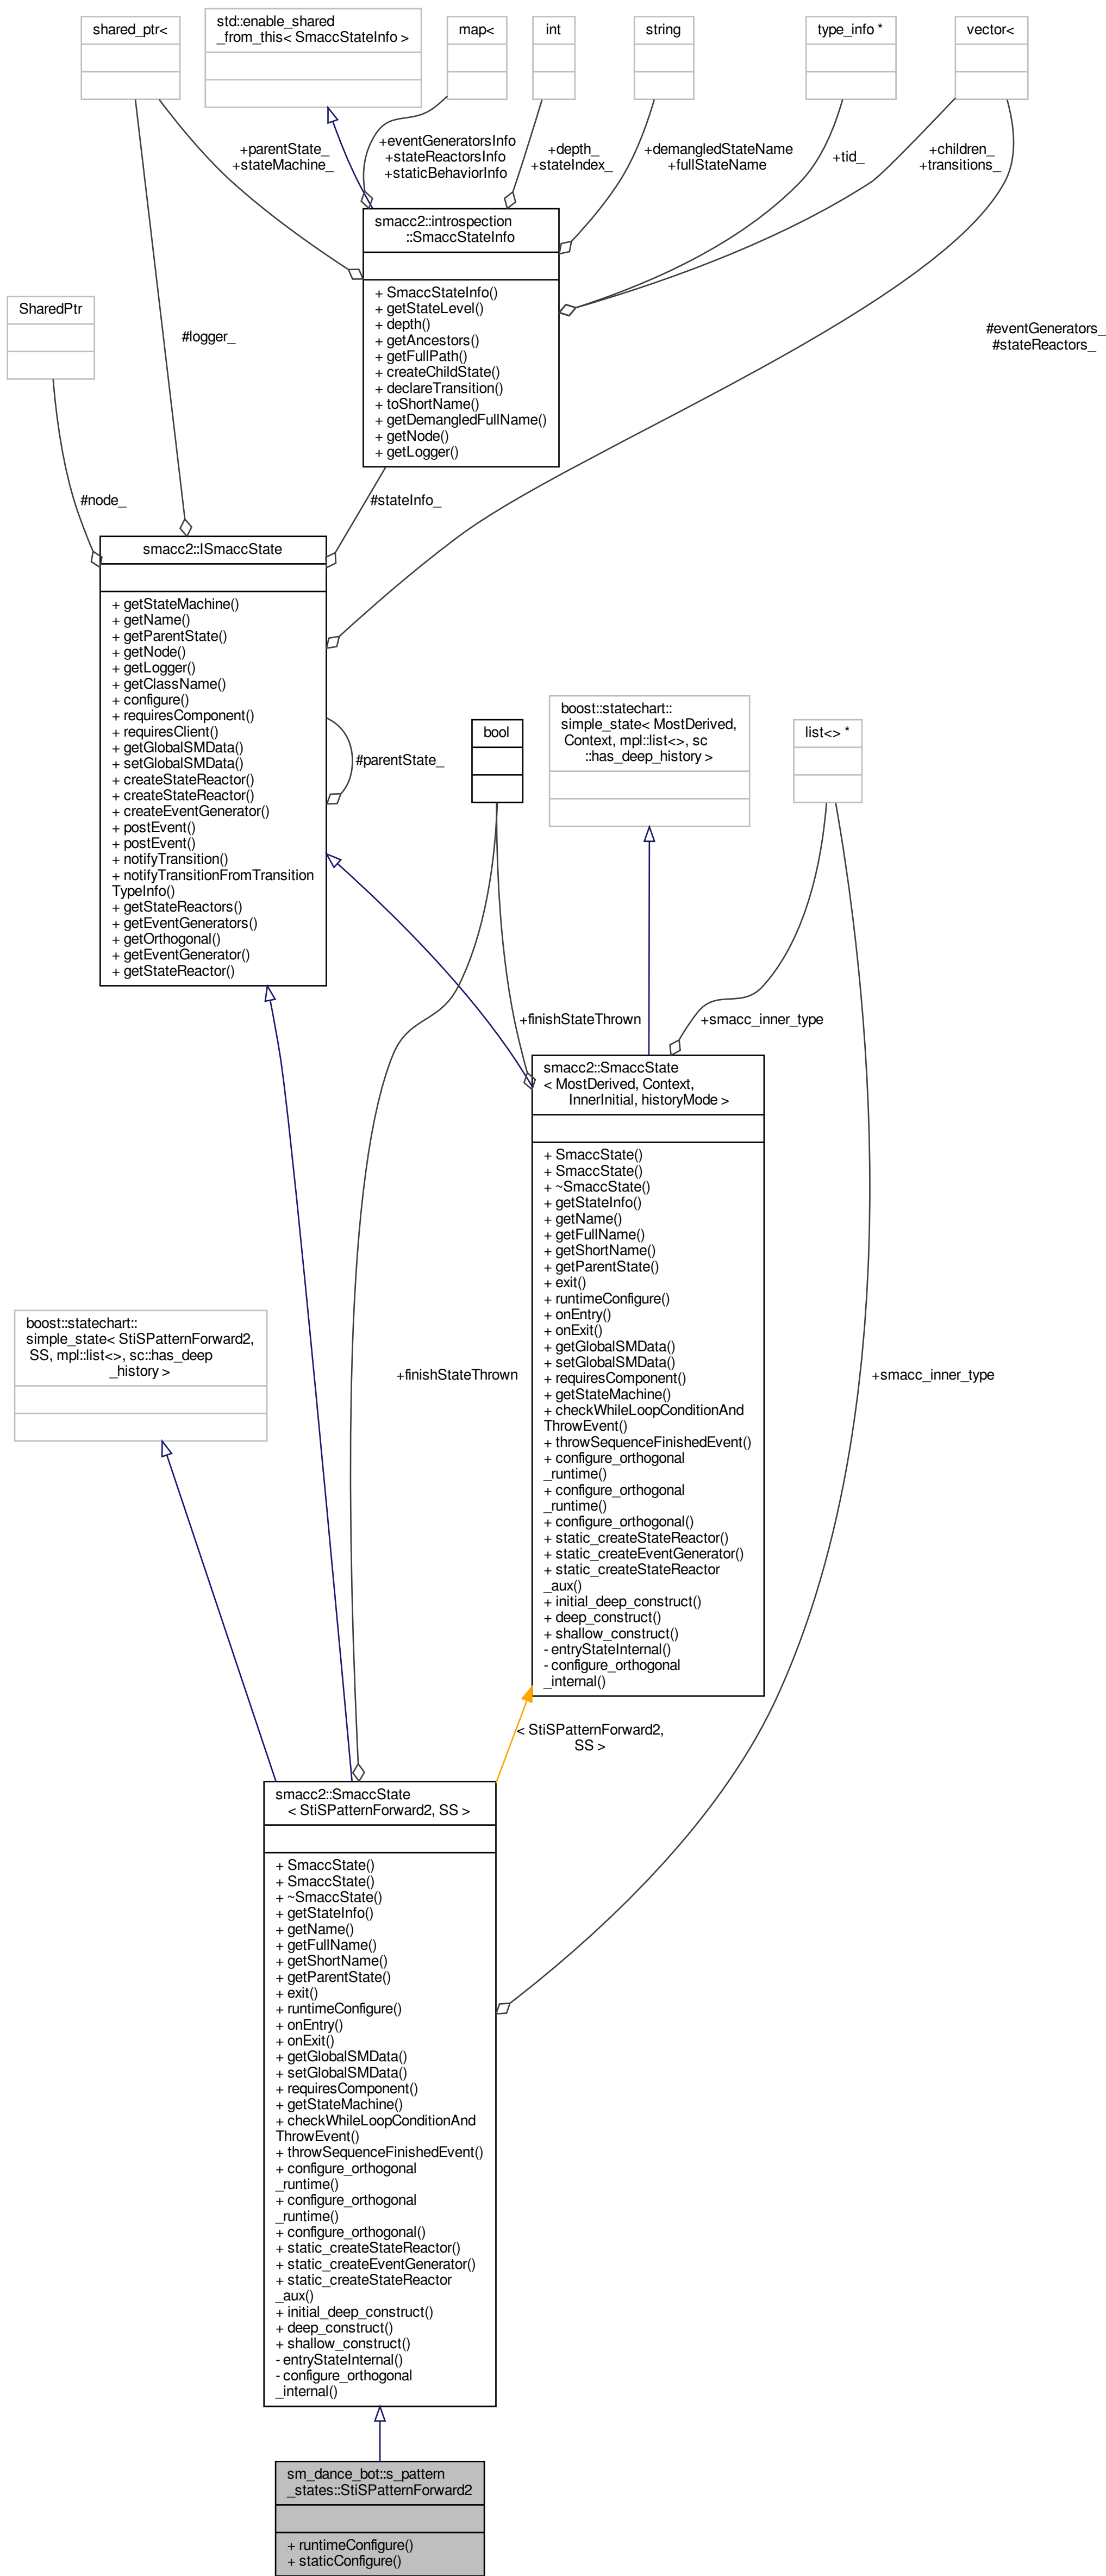 shared_ptr<
std::enable_shared
_from_this< SmaccStateInfo >
map<
int
string
type_info *
vector<
+parentState_
+stateMachine_
+eventGeneratorsInfo
+stateReactorsInfo
+staticBehaviorInfo
+depth_
+stateIndex_
+demangledStateName
+fullStateName
+tid_
+children_
+transitions_
smacc2::introspection
::SmaccStateInfo
+ SmaccStateInfo()
+ getStateLevel()
+ depth()
+ getAncestors()
+ getFullPath()
+ createChildState()
+ declareTransition()
+ toShortName()
+ getDemangledFullName()
+ getNode()
+ getLogger()
SharedPtr
#logger_
#eventGenerators_
#stateReactors_
#node_
#stateInfo_
smacc2::ISmaccState
+ getStateMachine()
+ getName()
+ getParentState()
+ getNode()
+ getLogger()
+ getClassName()
+ configure()
+ requiresComponent()
+ requiresClient()
+ getGlobalSMData()
+ setGlobalSMData()
+ createStateReactor()
+ createStateReactor()
+ createEventGenerator()
+ postEvent()
+ postEvent()
+ notifyTransition()
+ notifyTransitionFromTransition
TypeInfo()
+ getStateReactors()
+ getEventGenerators()
+ getOrthogonal()
+ getEventGenerator()
+ getStateReactor()
#parentState_
bool
boost::statechart::
simple_state< MostDerived,
Context, mpl::list<>, sc
::has_deep_history >
list<> *
+finishStateThrown
+smacc_inner_type
smacc2::SmaccState
< MostDerived, Context,
InnerInitial, historyMode >
+ SmaccState()
+ SmaccState()
+ ~SmaccState()
+ getStateInfo()
+ getName()
+ getFullName()
+ getShortName()
+ getParentState()
+ exit()
+ runtimeConfigure()
+ onEntry()
+ onExit()
+ getGlobalSMData()
+ setGlobalSMData()
+ requiresComponent()
+ getStateMachine()
+ checkWhileLoopConditionAnd
ThrowEvent()
+ throwSequenceFinishedEvent()
+ configure_orthogonal
_runtime()
+ configure_orthogonal
_runtime()
+ configure_orthogonal()
+ static_createStateReactor()
+ static_createEventGenerator()
+ static_createStateReactor
_aux()
+ initial_deep_construct()
+ deep_construct()
+ shallow_construct()
- entryStateInternal()
- configure_orthogonal
_internal()
boost::statechart::
simple_state< StiSPatternForward2,
SS, mpl::list<>, sc::has_deep
_history >
+finishStateThrown
+smacc_inner_type
< StiSPatternForward2,
SS >
smacc2::SmaccState
< StiSPatternForward2, SS >
+ SmaccState()
+ SmaccState()
+ ~SmaccState()
+ getStateInfo()
+ getName()
+ getFullName()
+ getShortName()
+ getParentState()
+ exit()
+ runtimeConfigure()
+ onEntry()
+ onExit()
+ getGlobalSMData()
+ setGlobalSMData()
+ requiresComponent()
+ getStateMachine()
+ checkWhileLoopConditionAnd
ThrowEvent()
+ throwSequenceFinishedEvent()
+ configure_orthogonal
_runtime()
+ configure_orthogonal
_runtime()
+ configure_orthogonal()
+ static_createStateReactor()
+ static_createEventGenerator()
+ static_createStateReactor
_aux()
+ initial_deep_construct()
+ deep_construct()
+ shallow_construct()
- entryStateInternal()
- configure_orthogonal
_internal()
sm_dance_bot::s_pattern
_states::StiSPatternForward2
+ runtimeConfigure()
+ staticConfigure()